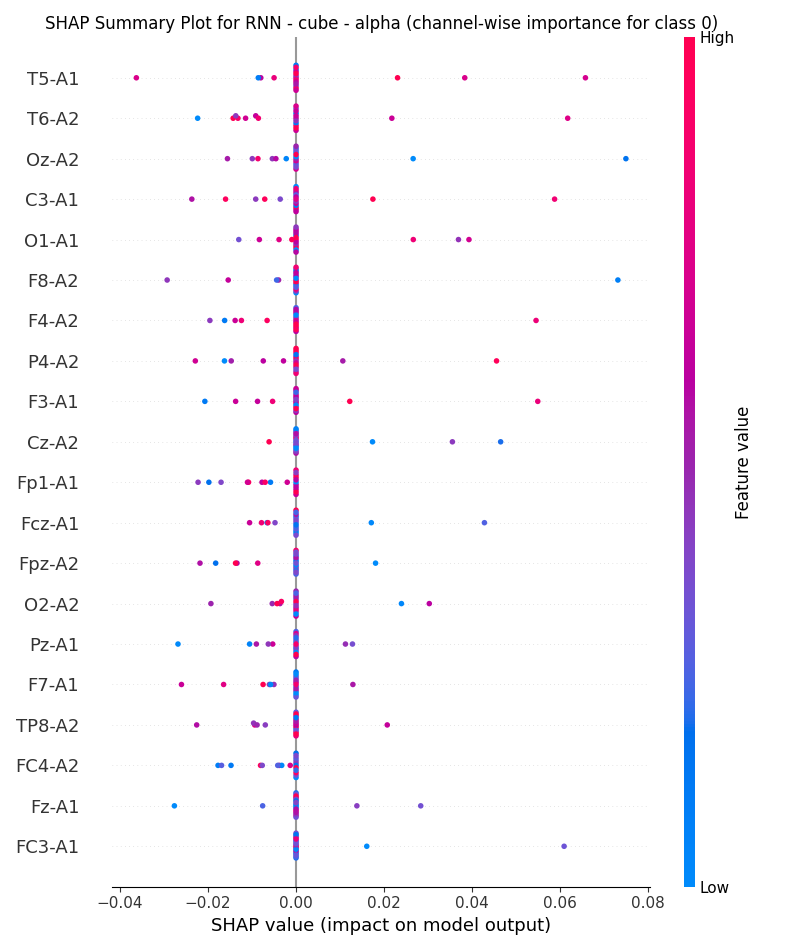 SHAP Summary Plot for RNN - cube - alpha (channel-wise importance for class 0)
High
T5-A1
T6-A2
Oz-A2
C3-A1
O1-A1
F8-A2
F4-A2
P4-A2
F3-A1
Cz-A2
Fp1-A1
Fcz-A1
Fpz-A2
O2-A2
Pz-A1
F7-A1
TP8-A2
FC4-A2
Fz-A1
FC3-A1
Feature value
Low
−0.04 −0.02 0.00 0.02 0.04 0.06 0.08
SHAP value (impact on model output)